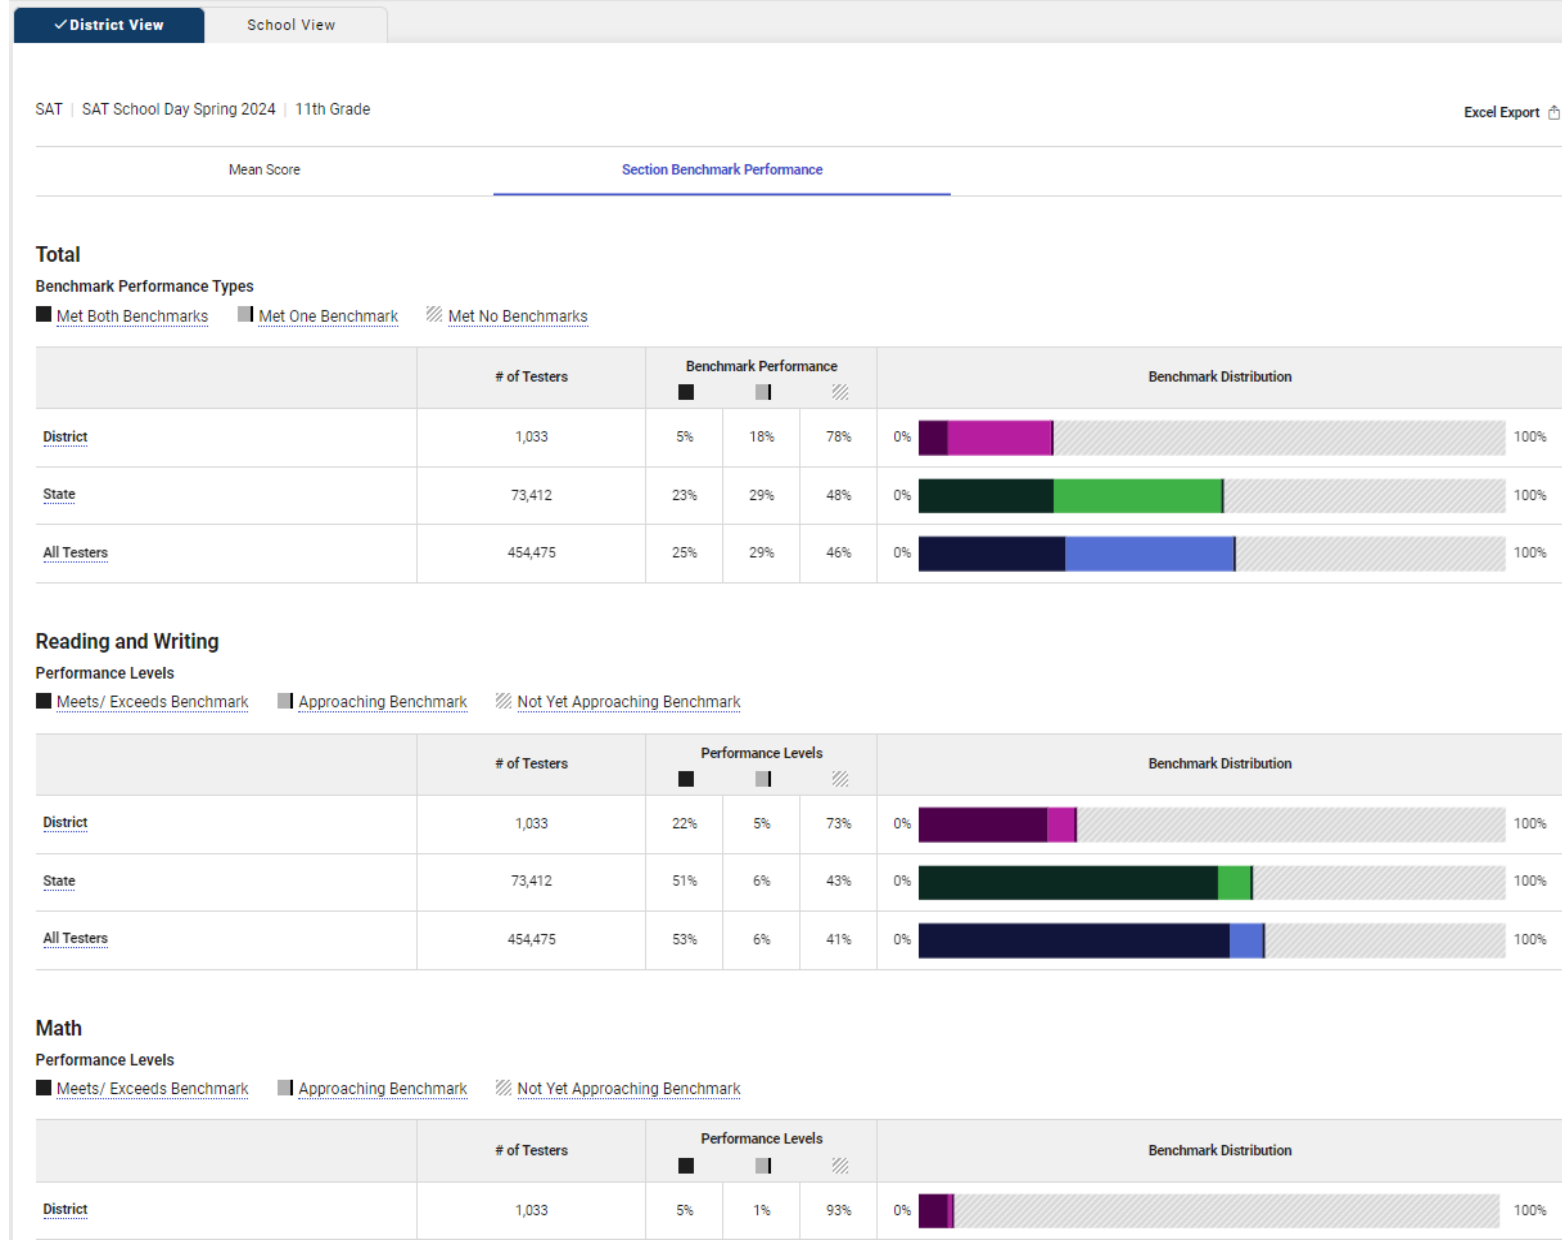 ✓District View School View
SAT | SAT School Day Spring 2024 | 11th Grade
Excel Export
Mean Score Section Benchmark Performance
Total
Benchmark Performance Types
Met Both Benchmarks Met One Benchmark Met No Benchmarks
# of Testers Benchmark Performance Benchmark Distribution
District 1,033 5% 18% 78% 0% 100%
State 73,412 23% 29% 48% 0% 100%
All Testers 454,475 25% 29% 46% 0% 100%
Reading and Writing
Performance Levels
Meets/ Exceeds Benchmark Approaching Benchmark Not Yet Approaching Benchmark
# of Testers Performance Levels Benchmark Distribution
District 1,033 22% 5% 73% 0% 100%
State 73,412 51% 6% 43% 0% 100%
All Testers 454,475 53% 6% 41% 0% 100%
Math
Performance Levels
Meets/ Exceeds Benchmark Approaching Benchmark Not Yet Approaching Benchmark
# of Testers Performance Levels Benchmark Distribution
District 1,033 5% 1% 93% 0% 100%